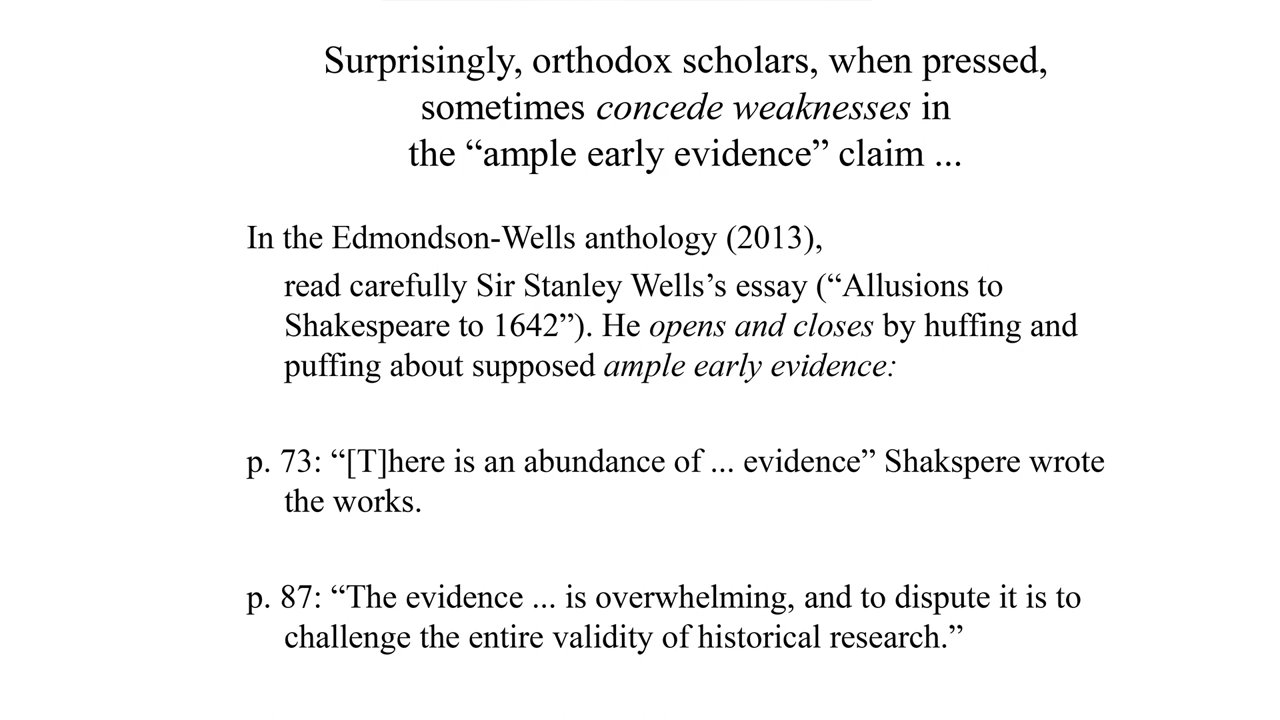 Surprisingly, orthodox scholars, when pressed,
sometimes concede weaknesses in
the “ample early evidence” claim ...
In the Edmondson-Wells anthology (2013),
read carefully Sir Stanley Wells’s essay (“Allusions to
Shakespeare to 1642”). He opens and closes by huffing and
puffing about supposed ample early evidence:
p. 73: “[T]here is an abundance of ... evidence” Shakspere wrote
the works.
p. 87: “The evidence ... is overwhelming, and to dispute it is to
challenge the entire validity of historical research.”